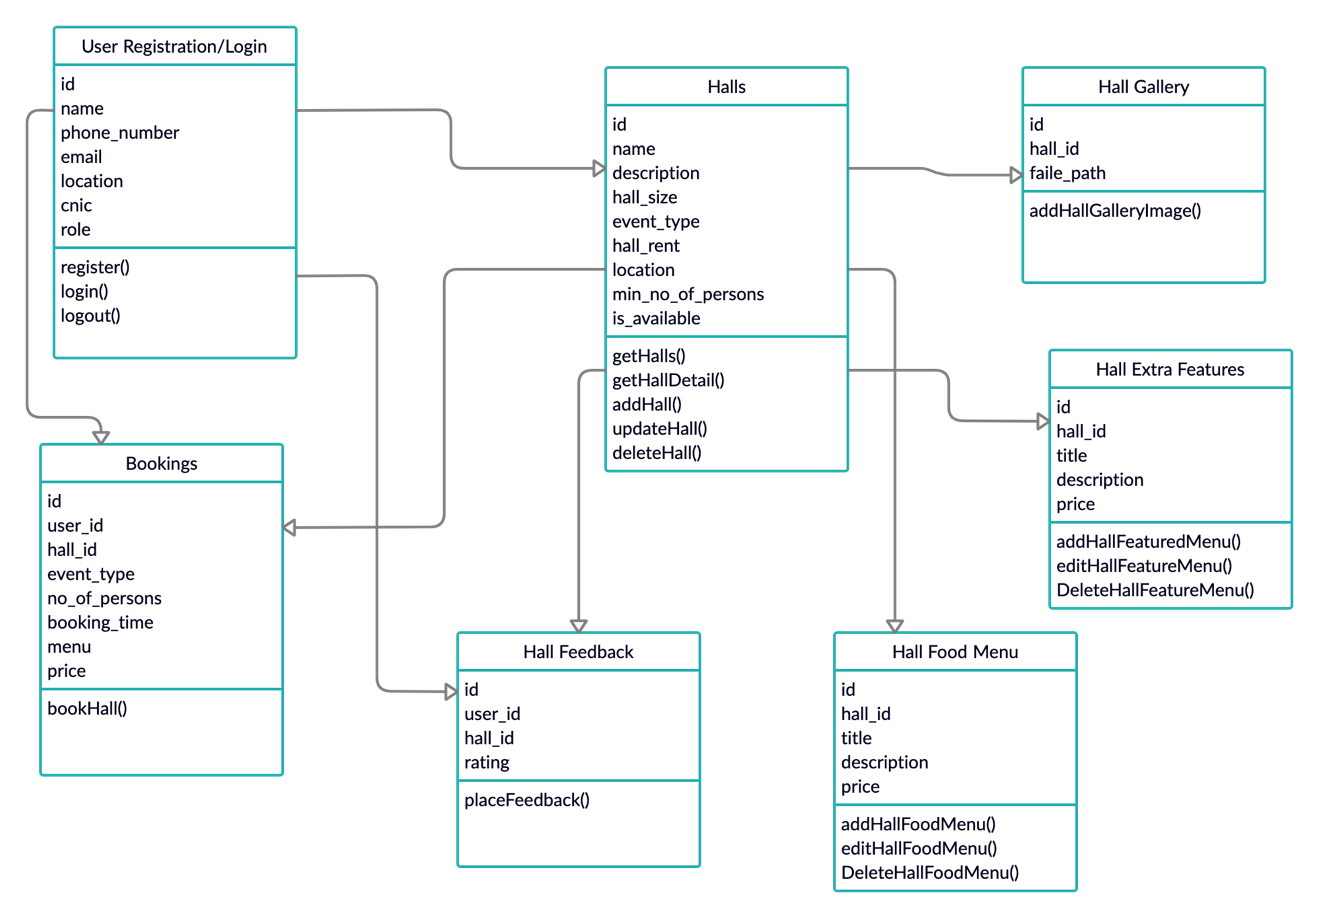 User Registration/Login
id
name
phone_number
email
location
cnic
role
register()
login()
logout()
Halls
id
name
description
hall_size
event_type
hall_rent
location
min_no_of_persons
is_available
getHalls()
getHallDetail()
addHall()
updateHall()
deleteHall()
Hall Gallery
id
hall_id
faile_path
addHallGalleryImage()
Hall Extra Features
id
hall_id
title
description
price
addHallFeaturedMenu()
editHallFeatureMenu()
DeleteHallFeatureMenu()
Bookings
id
user_id
hall_id
event_type
no_of_persons
booking_time
menu
price
bookHall()
Hall Feedback
id
user_id
hall_id
rating
placeFeedback()
Hall Food Menu
id
hall_id
title
description
price
addHallFoodMenu()
editHallFoodMenu()
DeleteHallFoodMenu()